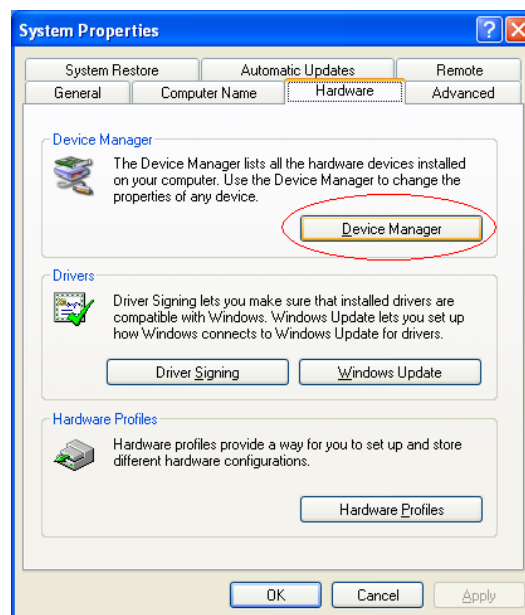 System Properties
System Restore Automatic Updates Remote
General Computer Name Hardware Advanced
Device Manager
The Device Manager lists all the hardware devices installed
on your computer. Use the Device Manager to change the
properties of any device.
Device Manager
Drivers
Driver Signing lets you make sure that installed drivers are
compatible with Windows. Windows Update lets you set up
how Windows connects to Windows Update for drivers.
Driver Signing Windows Update
Hardware Profiles
Hardware profiles provide a way for you to set up and store
different hardware configurations.
Hardware Profiles
OK Cancel Apply